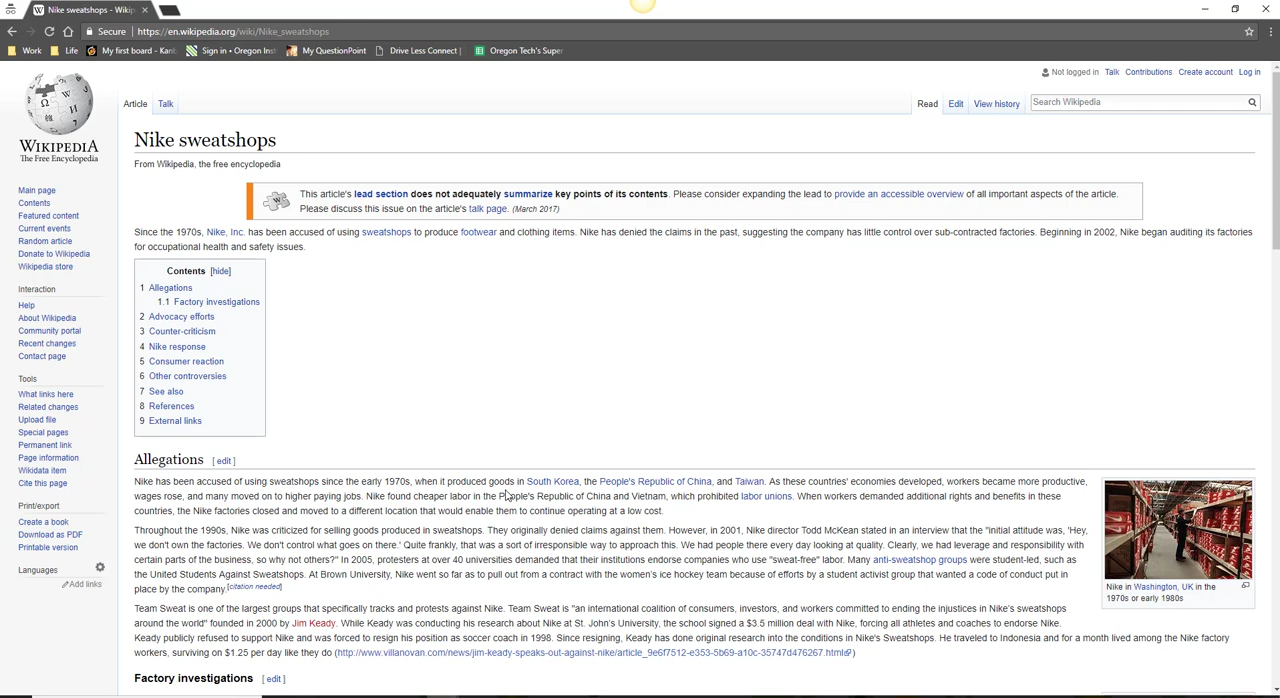 Nike sweatshops - Wikip
Secure | https://en.wikipedia.org/wiki/Nike_sweatshops
Work Life My first board - Kanb Sign in • Oregon Inst My QuestionPoint Drive Less Connect | Oregon Tech's Super
Not logged in Talk Contributions Create account Log in
Article Talk Read Edit View history Search Wikipedia
WIKIPEDIA
The Free Encyclopedia
Main page
Contents
Featured content
Current events
Random article
Donate to Wikipedia
Wikipedia store
Interaction
Help
About Wikipedia
Community portal
Recent changes
Contact page
Tools
What links here
Related changes
Upload file
Special pages
Permanent link
Page information
Wikidata item
Cite this page
Print/export
Create a book
Download as PDF
Printable version
Languages
Add links
Nike sweatshops
From Wikipedia, the free encyclopedia
This article's lead section does not adequately summarize key points of its contents. Please consider expanding the lead to provide an accessible overview of all important aspects of the article.
Please discuss this issue on the article's talk page. (March 2017)
Since the 1970s, Nike, Inc. has been accused of using sweatshops to produce footwear and clothing items. Nike has denied the claims in the past, suggesting the company has little control over sub-contracted factories. Beginning in 2002, Nike began auditing its factories
for occupational health and safety issues.
Contents [hide]
1 Allegations
1.1 Factory investigations
2 Advocacy efforts
3 Counter-criticism
4 Nike response
5 Consumer reaction
6 Other controversies
7 See also
8 References
9 External links
Allegations [ edit ]
Nike has been accused of using sweatshops since the early 1970s, when it produced goods in South Korea, the People's Republic of China, and Taiwan. As these countries' economies developed, workers became more productive,
wages rose, and many moved on to higher paying jobs. Nike found cheaper labor in the People's Republic of China and Vietnam, which prohibited labor unions. When workers demanded additional rights and benefits in these
countries, the Nike factories closed and moved to a different location that would enable them to continue operating at a low cost.
Throughout the 1990s, Nike was criticized for selling goods produced in sweatshops. They originally denied claims against them. However, in 2001, Nike director Todd McKean stated in an interview that the "initial attitude was, 'Hey,
we don't own the factories. We don't control what goes on there.' Quite frankly, that was a sort of irresponsible way to approach this. We had people there every day looking at quality. Clearly, we had leverage and responsibility with
certain parts of the business, so why not others?" In 2005, protesters at over 40 universities demanded that their institutions endorse companies who use "sweat-free" labor. Many anti-sweatshop groups were student-led, such as
the United Students Against Sweatshops. At Brown University, Nike went so far as to pull out from a contract with the women's ice hockey team because of efforts by a student activist group that wanted a code of conduct put in
place by the company.[citation needed]
Team Sweat is one of the largest groups that specifically tracks and protests against Nike. Team Sweat is "an international coalition of consumers, investors, and workers committed to ending the injustices in Nike's sweatshops
around the world" founded in 2000 by Jim Keady. While Keady was conducting his research about Nike at St. John's University, the school signed a $3.5 million deal with Nike, forcing all athletes and coaches to endorse Nike.
Keady publicly refused to support Nike and was forced to resign his position as soccer coach in 1998. Since resigning, Keady has done original research into the conditions in Nike's Sweatshops. He traveled to Indonesia and for a month lived among the Nike factory
workers, surviving on $1.25 per day like they do (http://www.villanovan.com/news/jim-keady-speaks-out-against-nike/article_9e6f7512-e353-5b69-a10c-35747d476267.html)
Nike in Washington, UK in the
1970s or early 1980s
Factory investigations [ edit ]